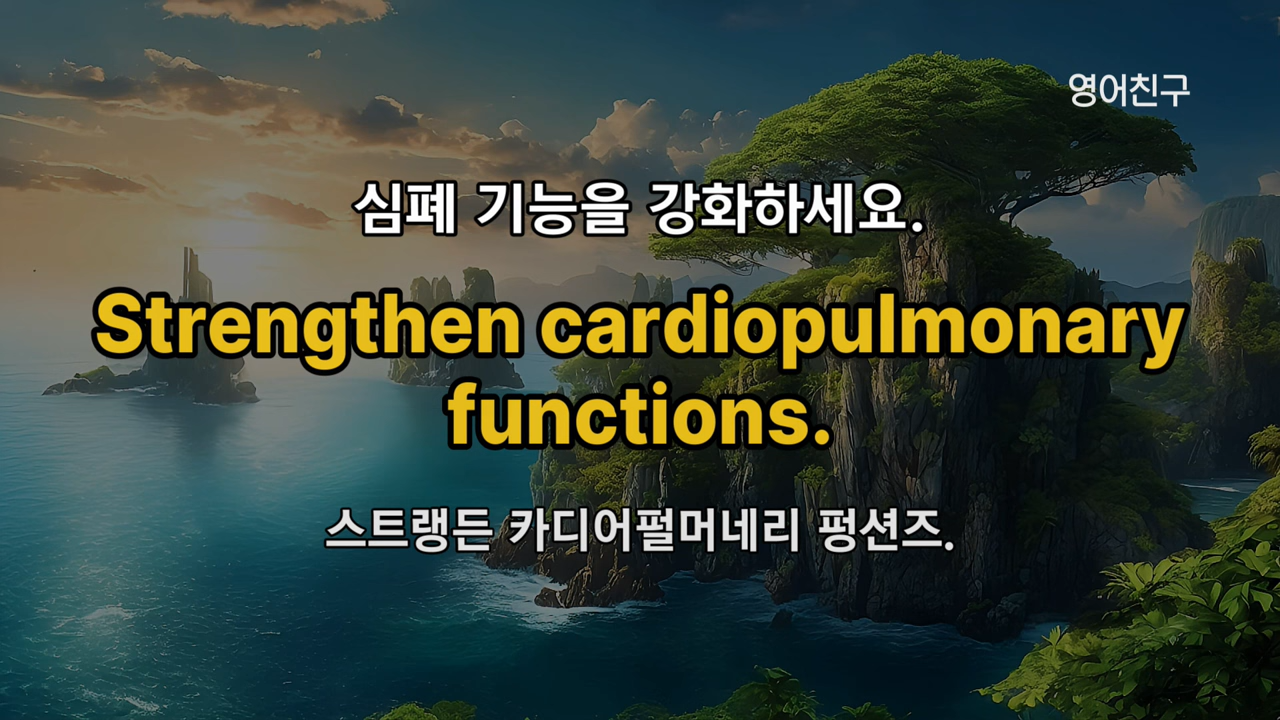 영어친구
심폐 기능을 강화하세요.
Strengthen cardiopulmonary
functions.
스트랭든 카디어펄머네리 펑션즈.